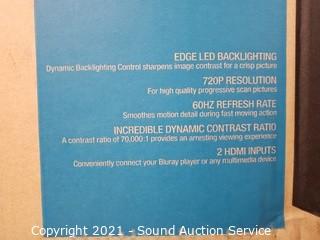 EDGE LED BACKLIGHTING
Dynamic Backlighting Control sharpens image contrast for a crisp picture
720P RESOLUTION
For high quality progressive scan pictures
60HZ REFRESH RATE
Smoothes motion detail during fast moving action
INCREDIBLE DYNAMIC CONTRAST RATIO
A contrast ratio of 70,000:1 provides an arresting viewing experience
2 HDMI INPUTS
Conveniently connect your Bluray player or any multimedia device
Copyright 2021 - Sound Auction Service